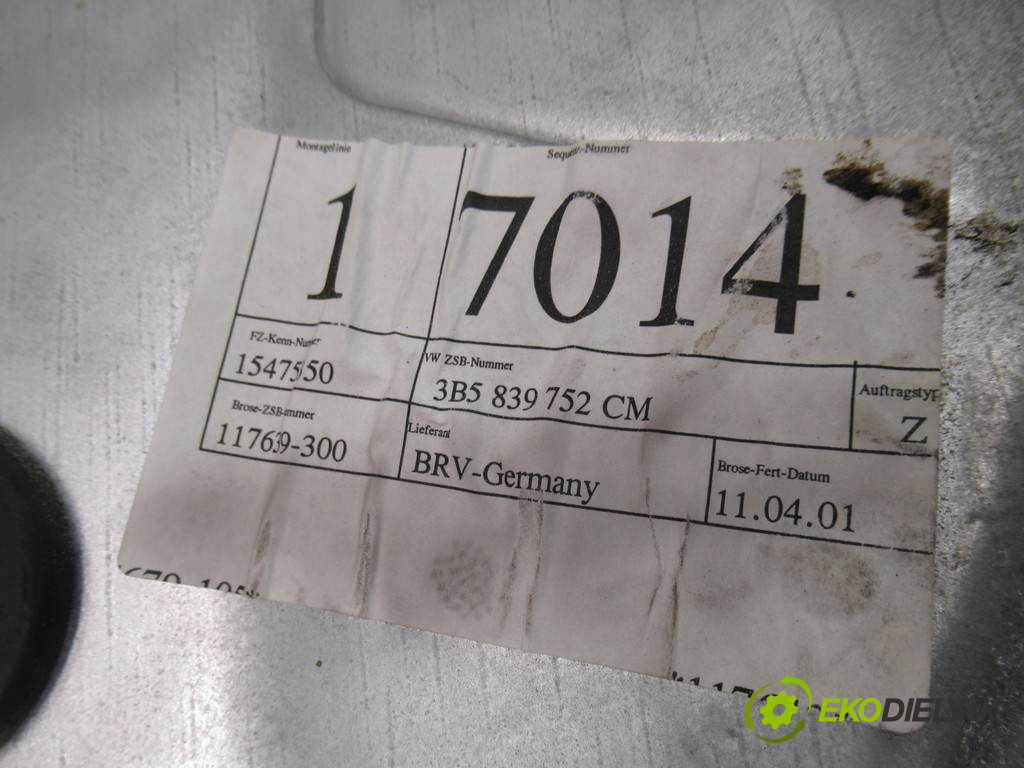 Montagelinie
Sequenz-Nummer
1
7014
FZ-Kenn-Nummer
1547550
VW ZSB-Nummer
3B5 839 752 CM
Auftragstyp
Z
Brose-ZSB-Nummer
11769-300
Lieferant
BRV-Germany
Brose-Fert-Datum
11.04.01
EKODIEL